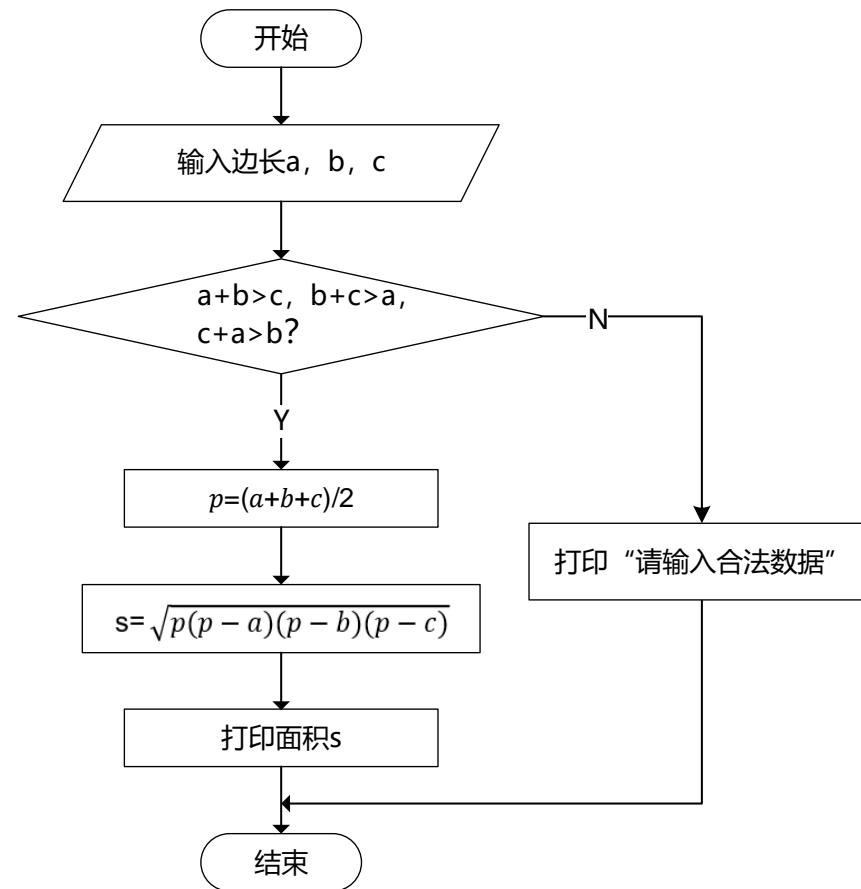 开始
输入边长a，b，c
a+b>c，b+c>a，
c+a>b?
N
Y
p=(a+b+c)/2
打印“请输入合法数据”
s=√p(p − a)(p − b)(p − c)
打印面积s
结束